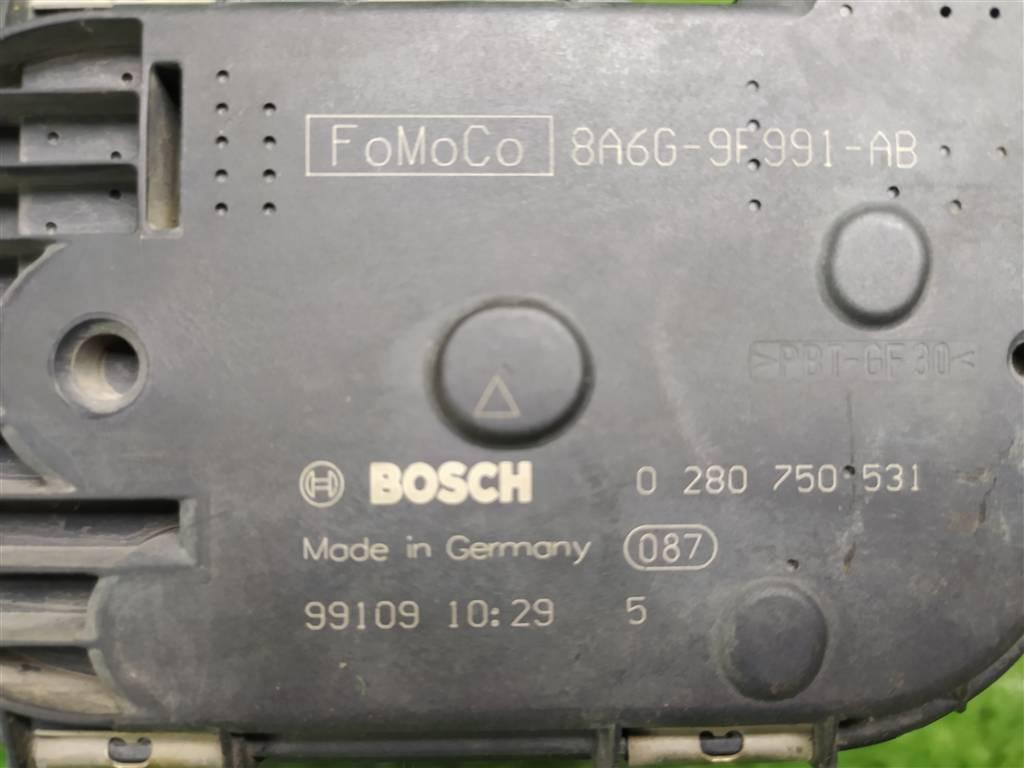 FoMoCo 8A6G-9F991-AB
>PBT-GF30<
BOSCH 0 280 750 531
Made in Germany 087
99109 10:29 5